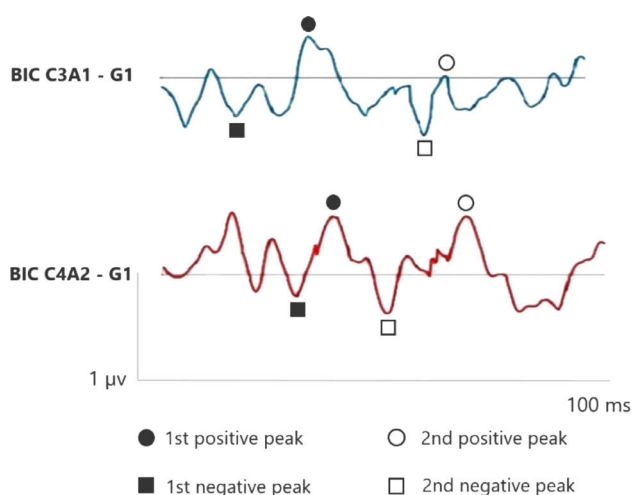 BIC C3A1 - G1
BIC C4A2 - G1
1 μv
100 ms
1st positive peak
2nd positive peak
1st negative peak
2nd negative peak